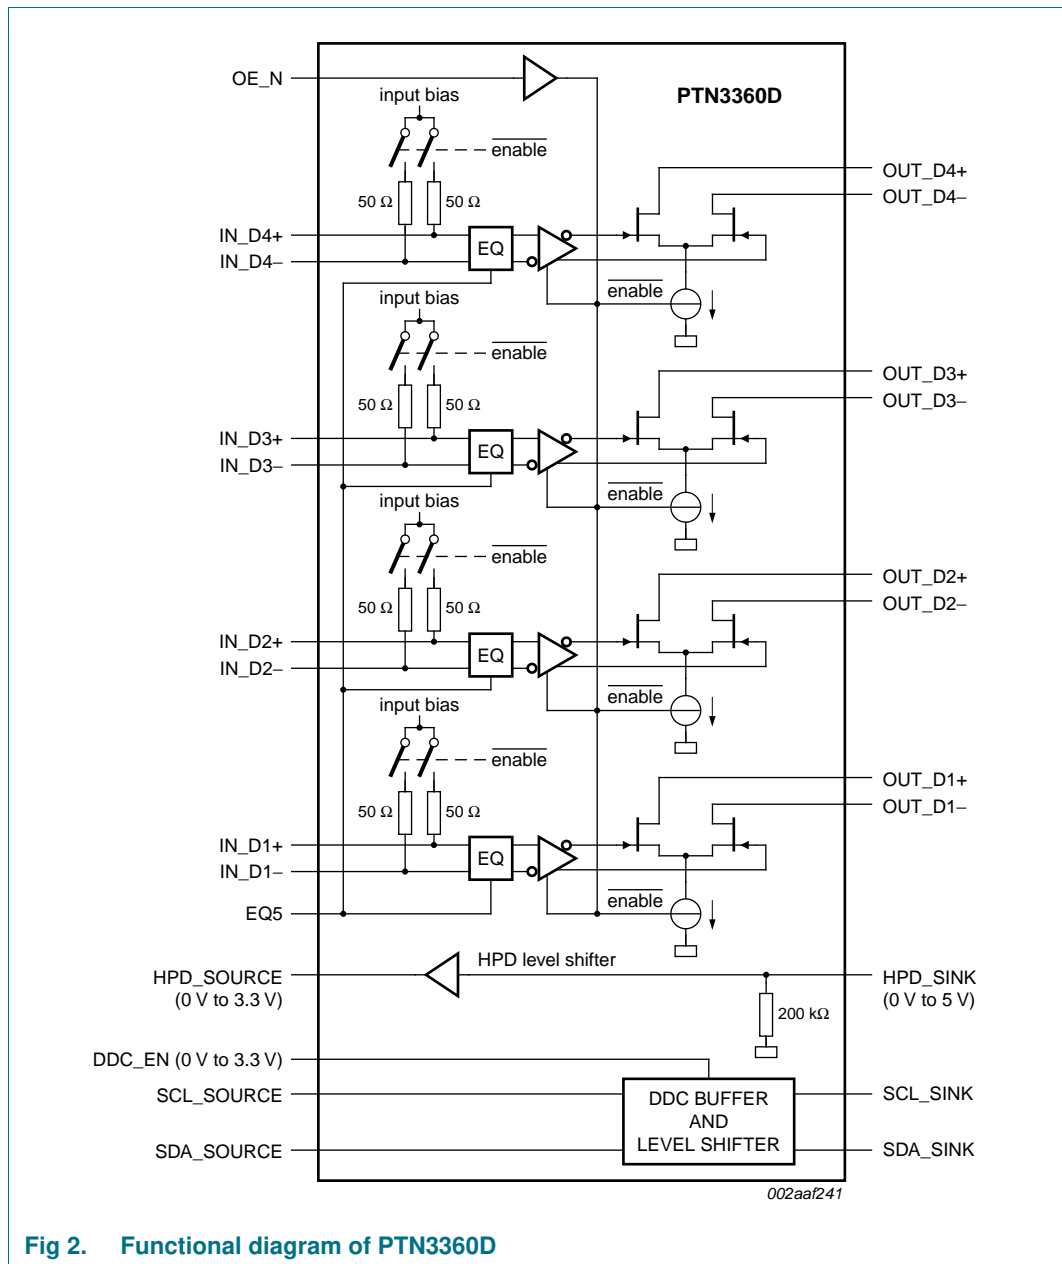 OE_N
PTN3360D
input bias
enable
OUT_D4+
OUT_D4−
50 Ω
50 Ω
IN_D4+
IN_D4−
EQ
enable
input bias
enable
OUT_D3+
OUT_D3−
50 Ω
50 Ω
IN_D3+
IN_D3−
EQ
enable
input bias
enable
OUT_D2+
OUT_D2−
50 Ω
50 Ω
IN_D2+
IN_D2−
EQ
enable
input bias
enable
OUT_D1+
OUT_D1−
50 Ω
50 Ω
IN_D1+
IN_D1−
EQ
enable
EQ5
HPD level shifter
HPD_SOURCE
(0 V to 3.3 V)
HPD_SINK
(0 V to 5 V)
200 kΩ
DDC_EN (0 V to 3.3 V)
SCL_SOURCE
SDA_SOURCE
DDC BUFFER
AND
LEVEL SHIFTER
SCL_SINK
SDA_SINK
002aaf241
Fig 2. Functional diagram of PTN3360D